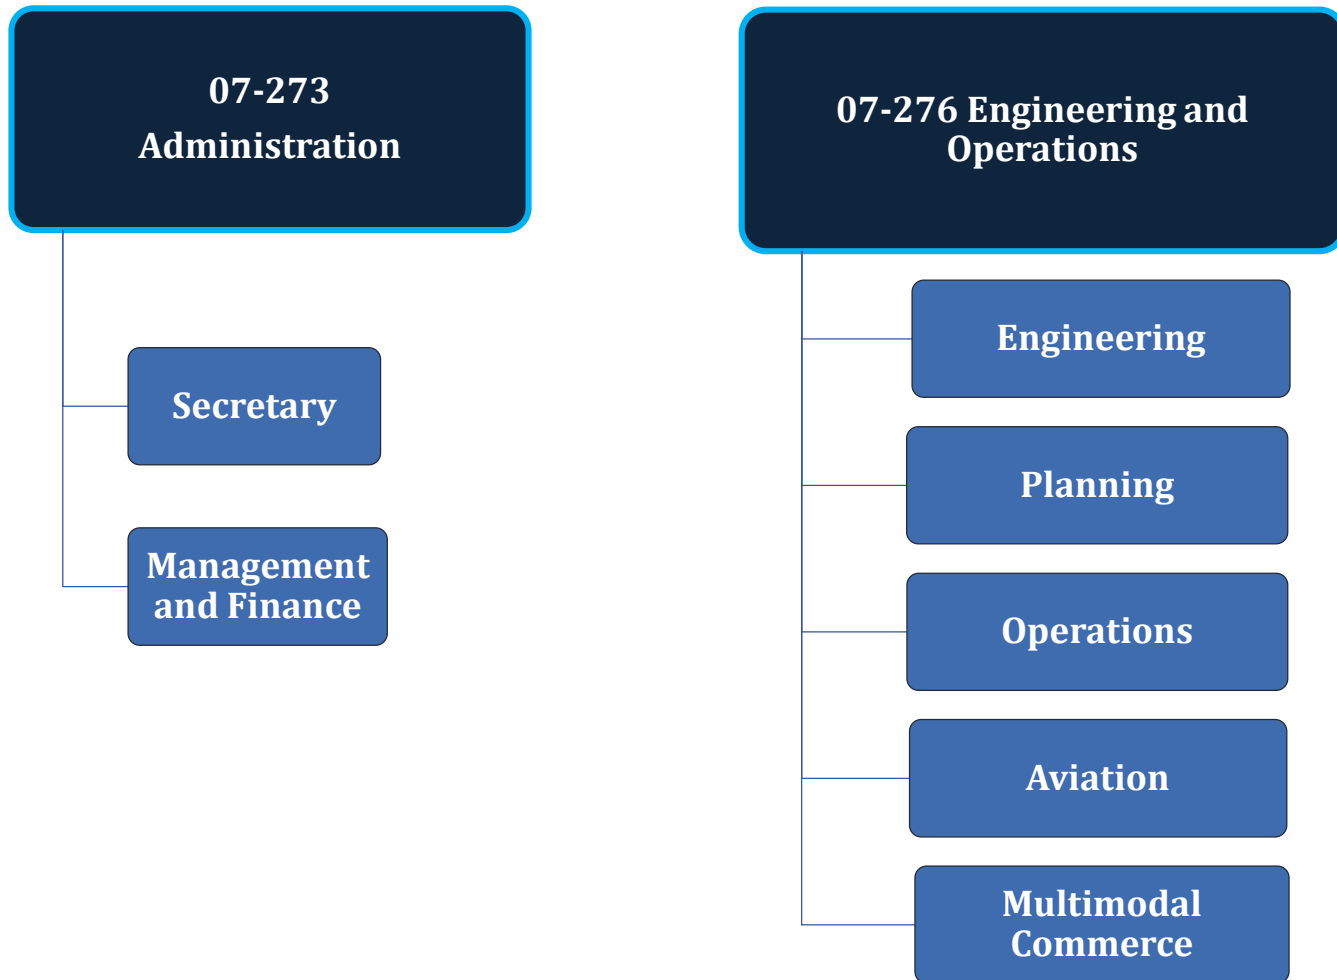 07-273
Administration
Secretary
Management
and Finance
07-276 Engineering and
Operations
Engineering
Planning
Operations
Aviation
Multimodal
Commerce